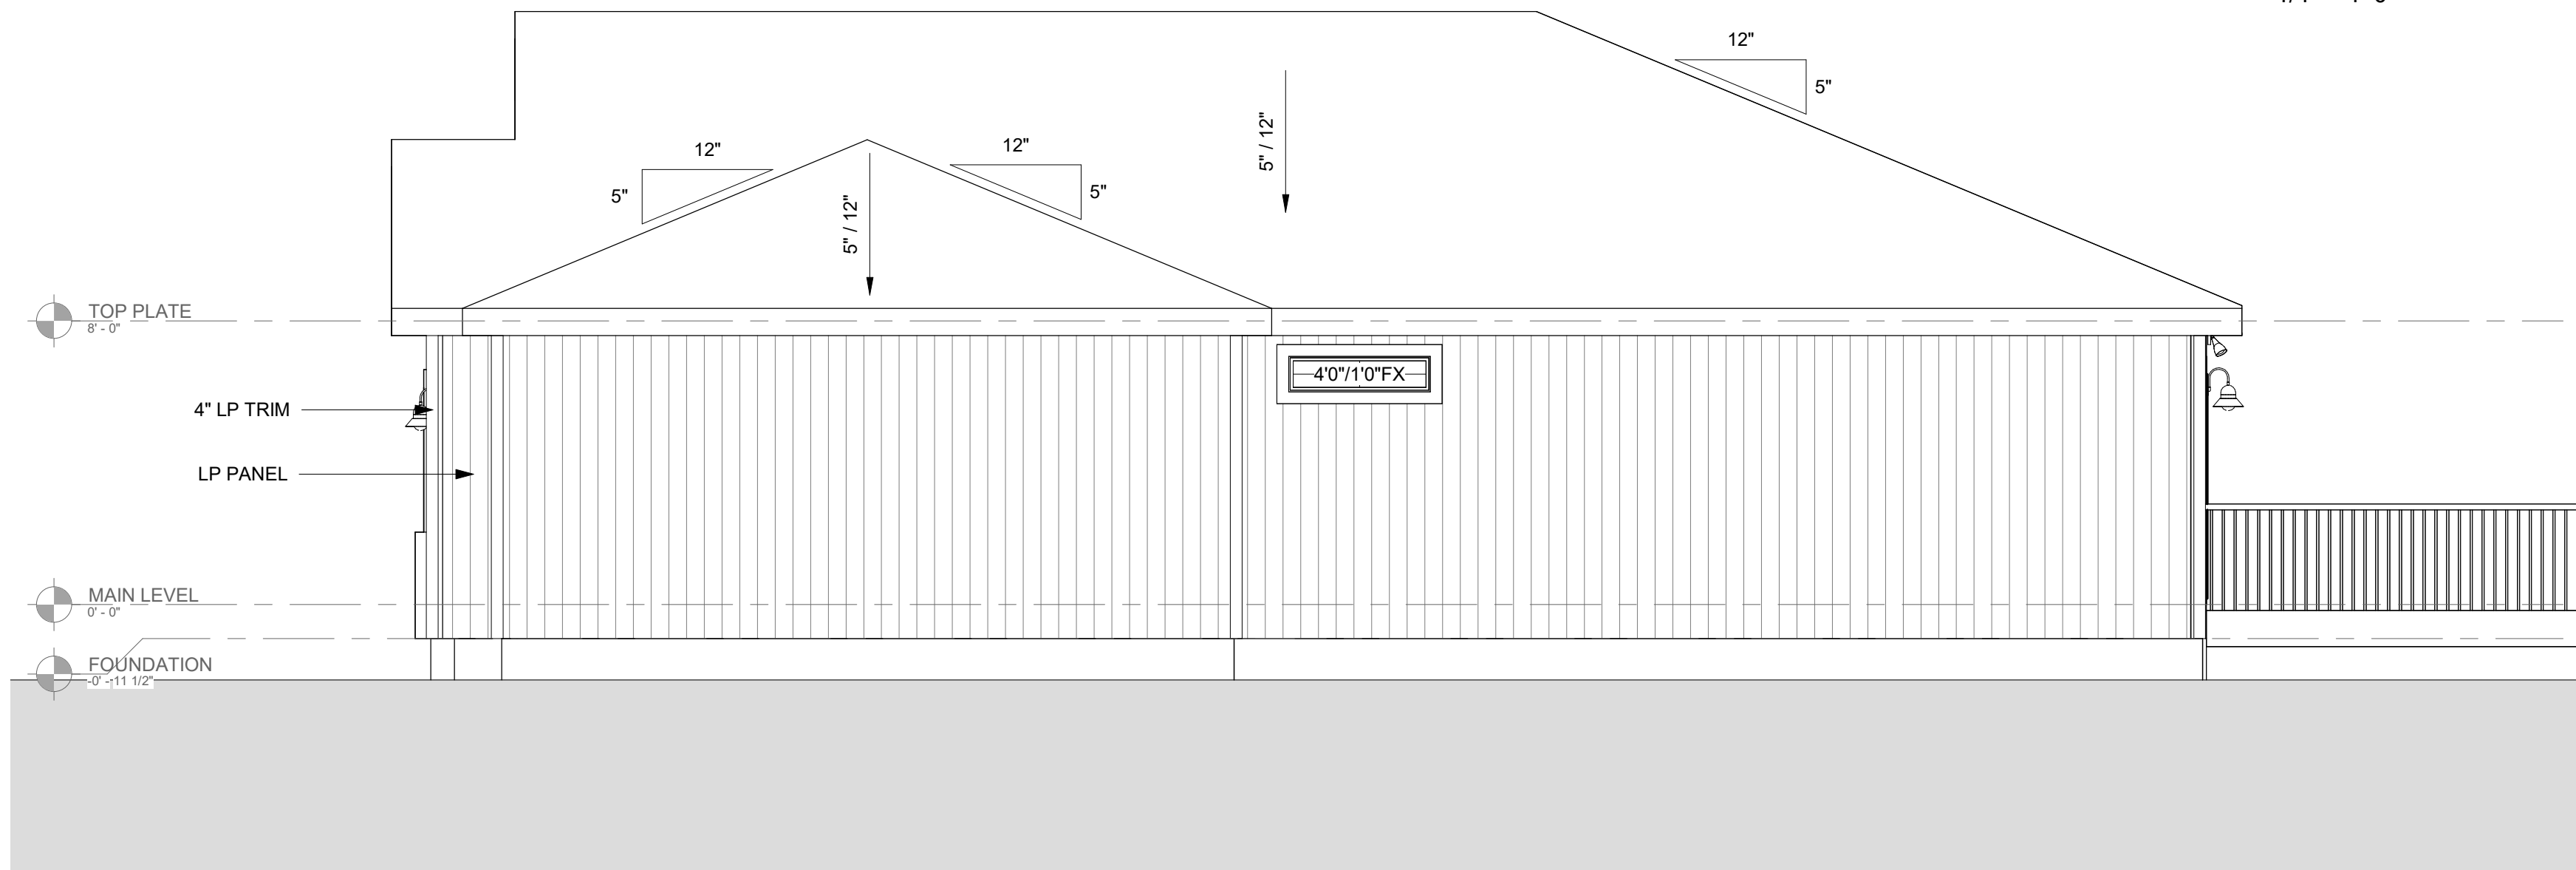 12"
5"
12"
5"
12"
5"
5" / 12"
5" / 12"
TOP PLATE
8' - 0"
4'0"/1'0"FX
4" LP TRIM
LP PANEL
MAIN LEVEL
0' - 0"
FOUNDATION
-0' - 11 1/2"